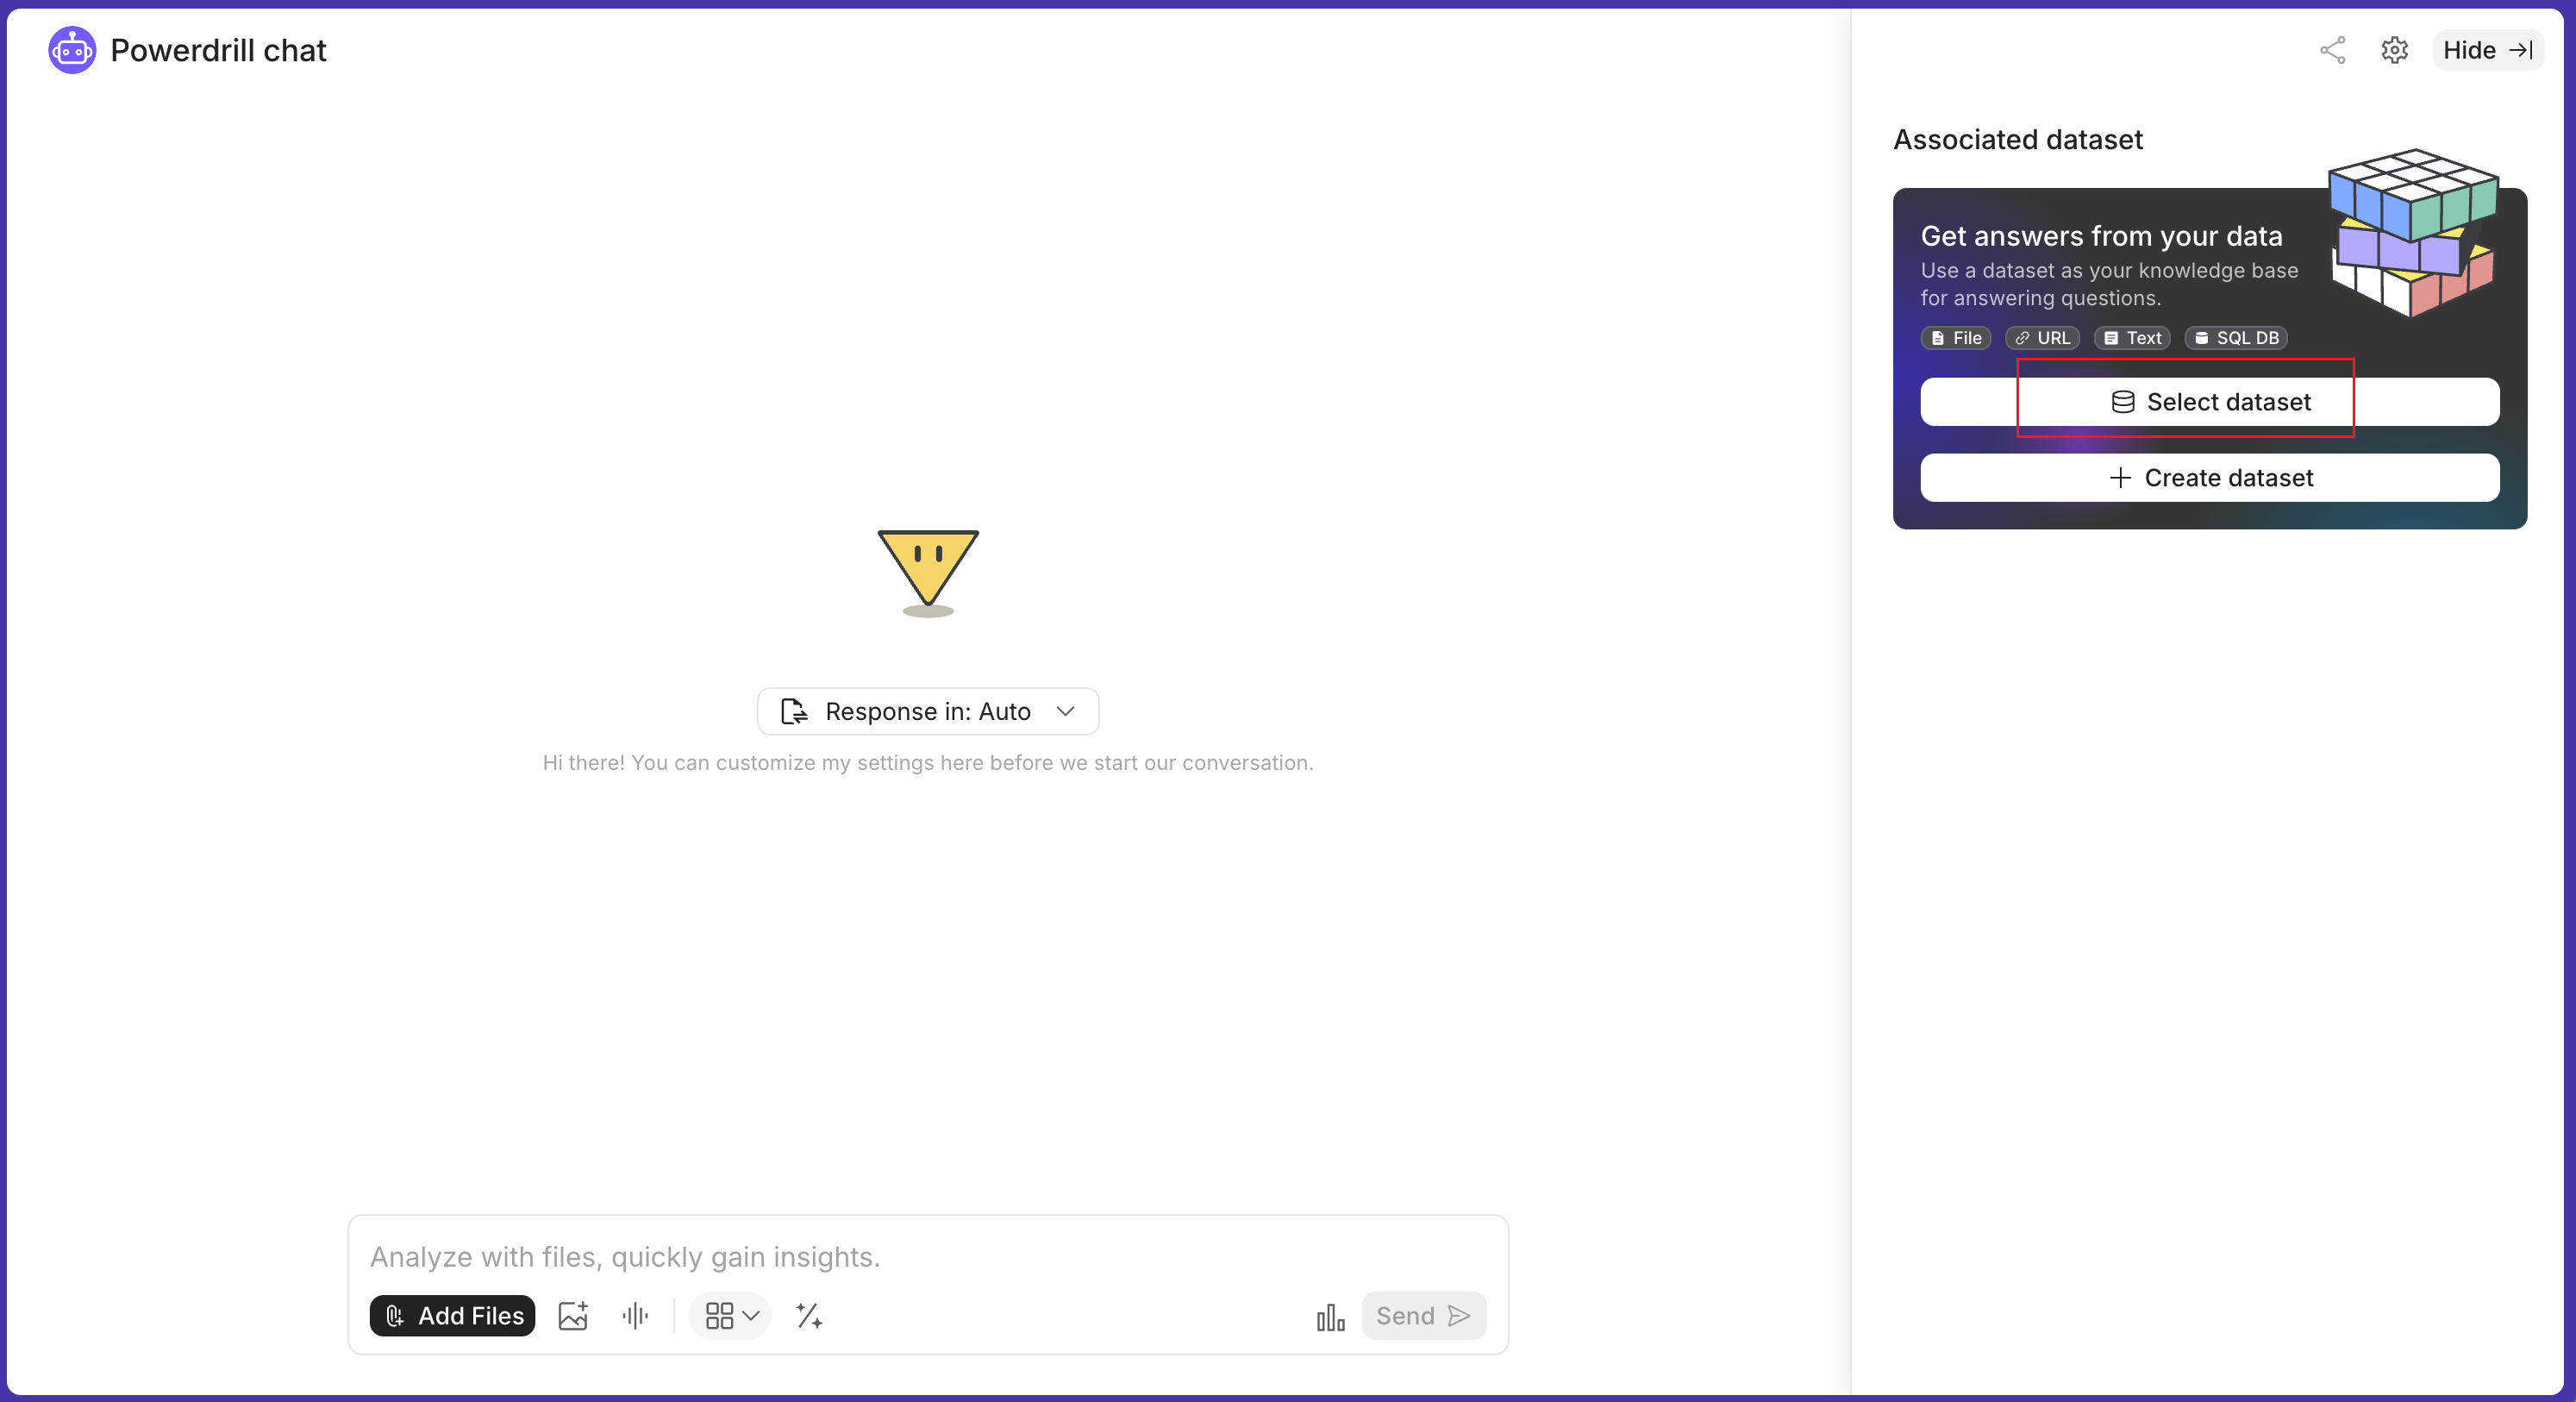 Powerdrill chat
Hide
Associated dataset
Get answers from your data
Use a dataset as your knowledge base
for answering questions.
File URL Text SQL DB
Select dataset
Create dataset
Response in: Auto
Hi there! You can customize my settings here before we start our conversation.
Analyze with files, quickly gain insights.
Add Files
Send